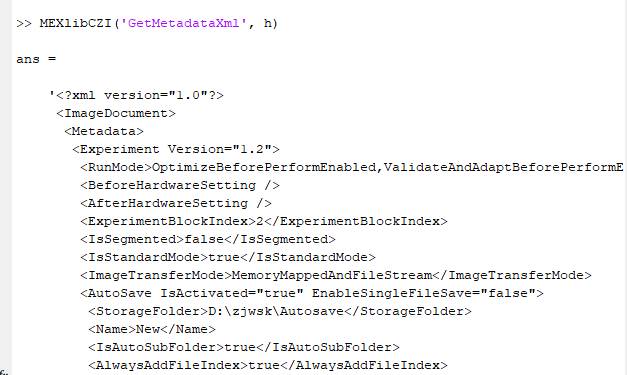 >> MEXlibCZI('GetMetadataXml', h)
ans =
'<?xml version="1.0"?>
<ImageDocument>
<Metadata>
<Experiment Version="1.2">
<RunMode>OptimizeBeforePerformEnabled,ValidateAndAdaptBeforePerformE
<BeforeHardwareSetting />
<AfterHardwareSetting />
<ExperimentBlockIndex>2</ExperimentBlockIndex>
<IsSegmented>false</IsSegmented>
<IsStandardMode>true</IsStandardMode>
<ImageTransferMode>MemoryMappedAndFileStream</ImageTransferMode>
<AutoSave IsActivated="true" EnableSingleFileSave="false">
<StorageFolder>D:\zjwsk\Autosave</StorageFolder>
<Name>New</Name>
<IsAutoSubFolder>true</IsAutoSubFolder>
<AlwaysAddFileIndex>true</AlwaysAddFileIndex>